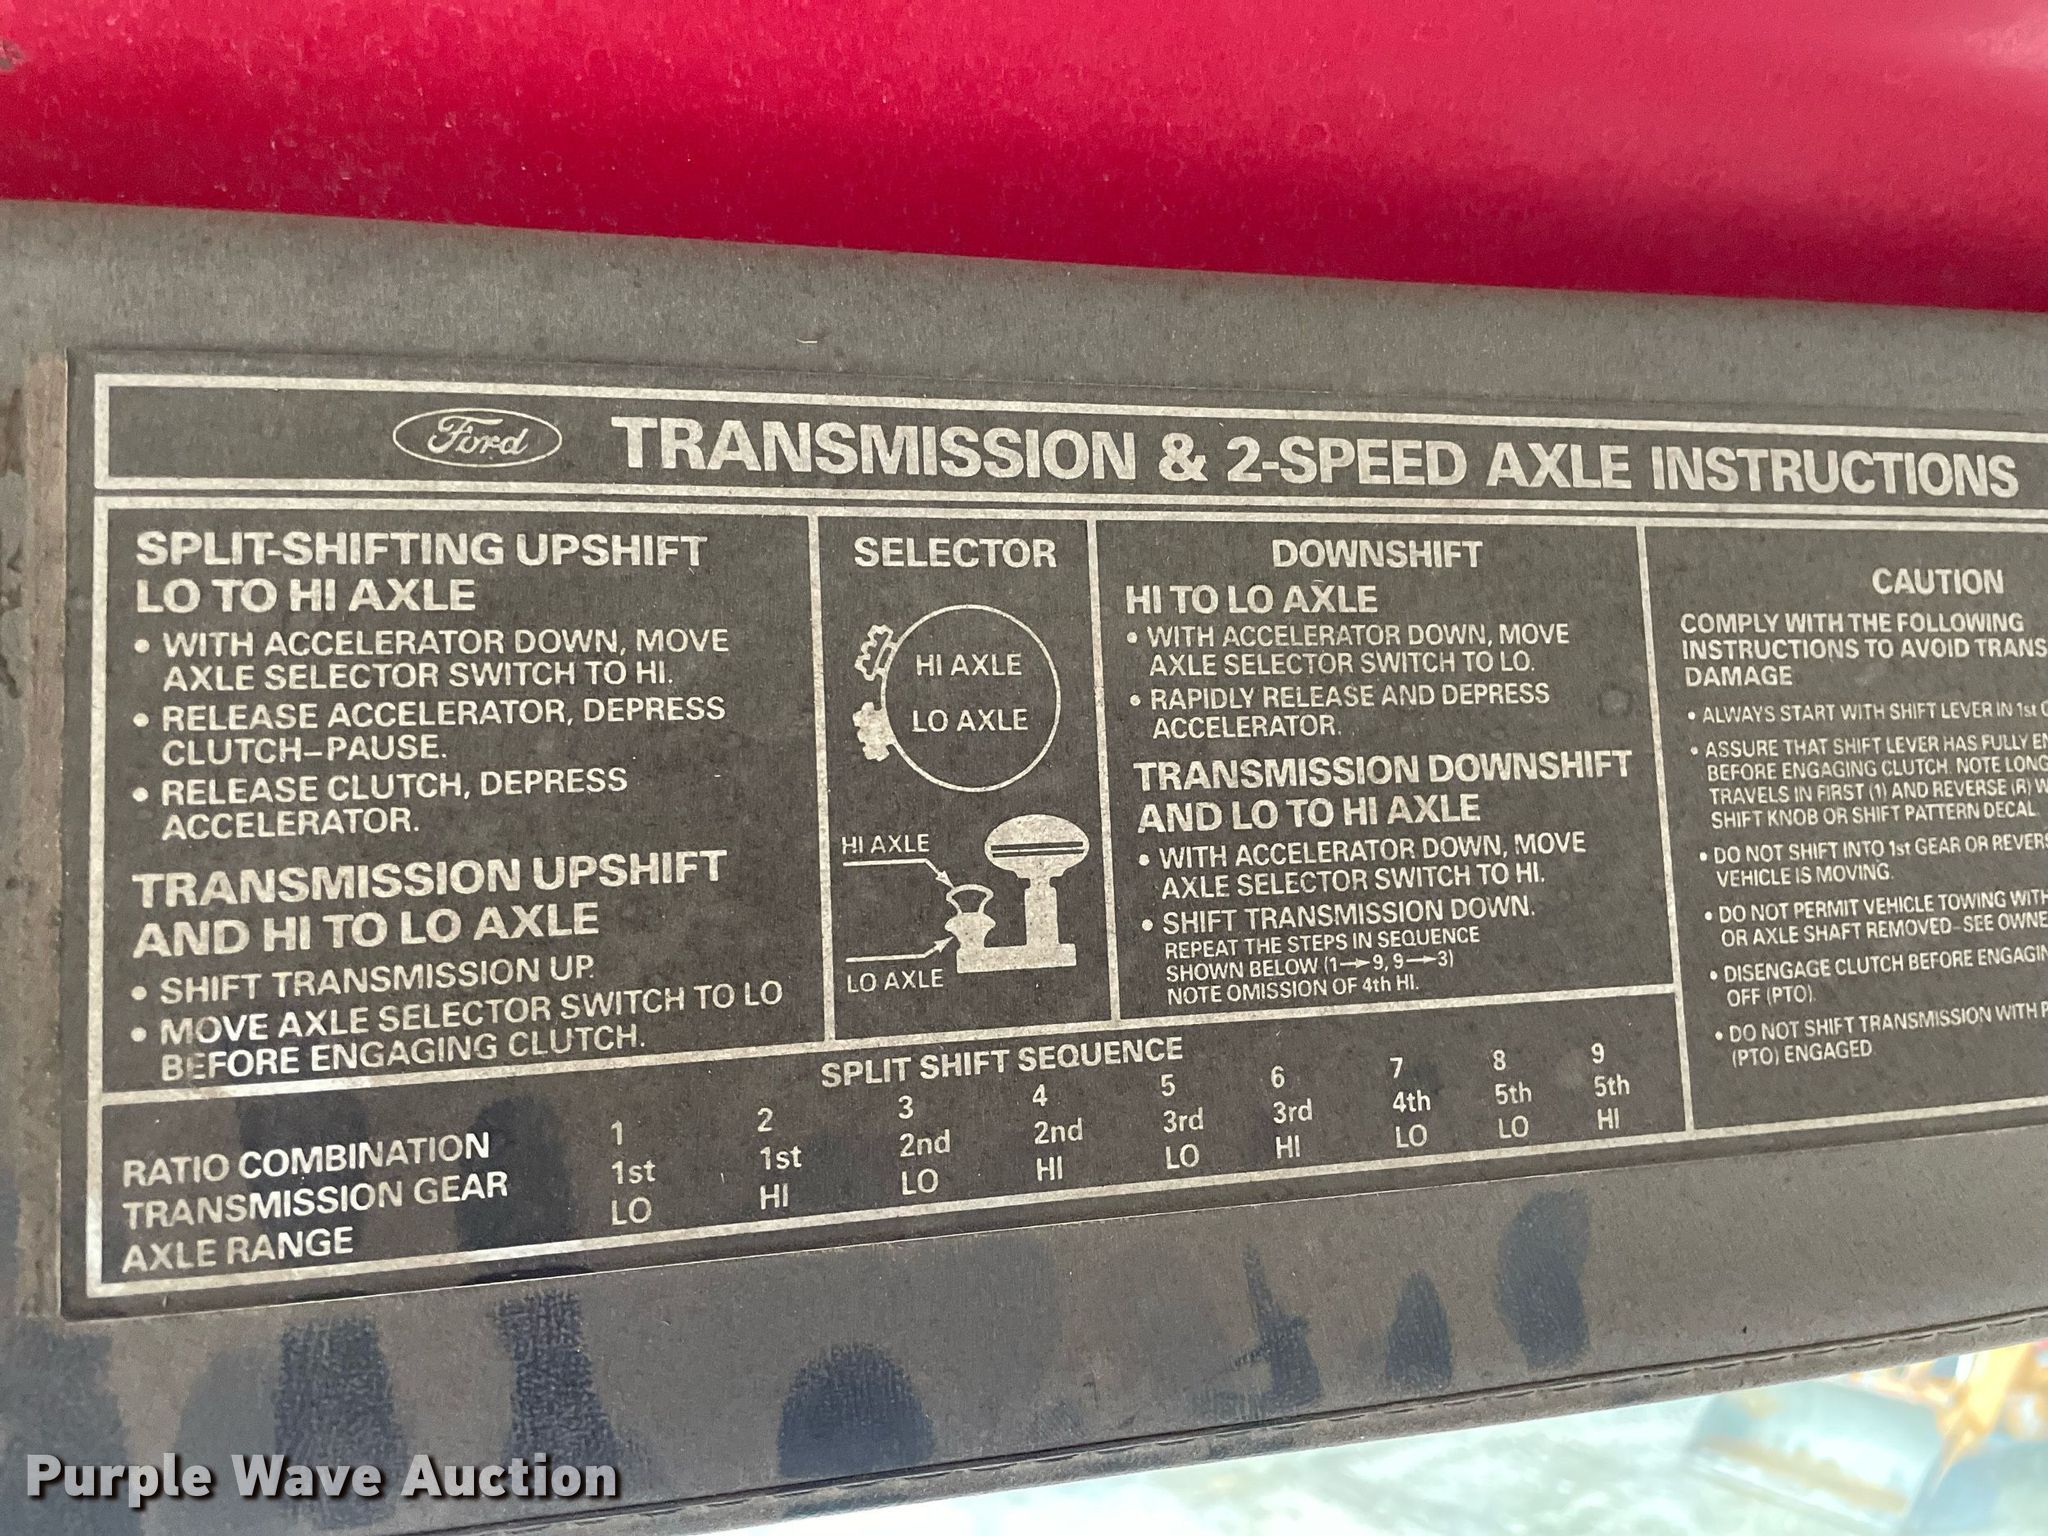 Ford TRANSMISSION & 2-SPEED AXLE INSTRUCTIONS
SPLIT-SHIFTING UPSHIFT
LO TO HI AXLE
• WITH ACCELERATOR DOWN, MOVE
AXLE SELECTOR SWITCH TO HI.
• RELEASE ACCELERATOR, DEPRESS
CLUTCH–PAUSE.
• RELEASE CLUTCH, DEPRESS
ACCELERATOR.
TRANSMISSION UPSHIFT
AND HI TO LO AXLE
• SHIFT TRANSMISSION UP.
• MOVE AXLE SELECTOR SWITCH TO LO
BEFORE ENGAGING CLUTCH.
SELECTOR
HI AXLE
LO AXLE
HI AXLE
LO AXLE
DOWNSHIFT
HI TO LO AXLE
• WITH ACCELERATOR DOWN, MOVE
AXLE SELECTOR SWITCH TO LO.
• RAPIDLY RELEASE AND DEPRESS
ACCELERATOR.
TRANSMISSION DOWNSHIFT
AND LO TO HI AXLE
• WITH ACCELERATOR DOWN, MOVE
AXLE SELECTOR SWITCH TO HI.
• SHIFT TRANSMISSION DOWN.
REPEAT THE STEPS IN SEQUENCE
SHOWN BELOW (1→9, 9→3)
NOTE OMISSION OF 4th HI.
CAUTION
COMPLY WITH THE FOLLOWING
INSTRUCTIONS TO AVOID TRANS
DAMAGE
• ALWAYS START WITH SHIFT LEVER IN 1st
• ASSURE THAT SHIFT LEVER HAS FULLY EN
BEFORE ENGAGING CLUTCH. NOTE LONG
TRAVELS IN FIRST (1) AND REVERSE (R) W
SHIFT KNOB OR SHIFT PATTERN DECAL.
• DO NOT SHIFT INTO 1st GEAR OR REVERS
VEHICLE IS MOVING.
• DO NOT PERMIT VEHICLE TOWING WITH
OR AXLE SHAFT REMOVED–SEE OWNE
• DISENGAGE CLUTCH BEFORE ENGAGIN
OFF (PTO).
• DO NOT SHIFT TRANSMISSION WITH P
(PTO) ENGAGED.
SPLIT SHIFT SEQUENCE
RATIO COMBINATION 1 2 3 4 5 6 7 8 9
TRANSMISSION GEAR 1st 1st 2nd 2nd 3rd 3rd 4th 5th 5th
AXLE RANGE LO HI LO HI LO HI LO LO HI
Purple Wave Auction